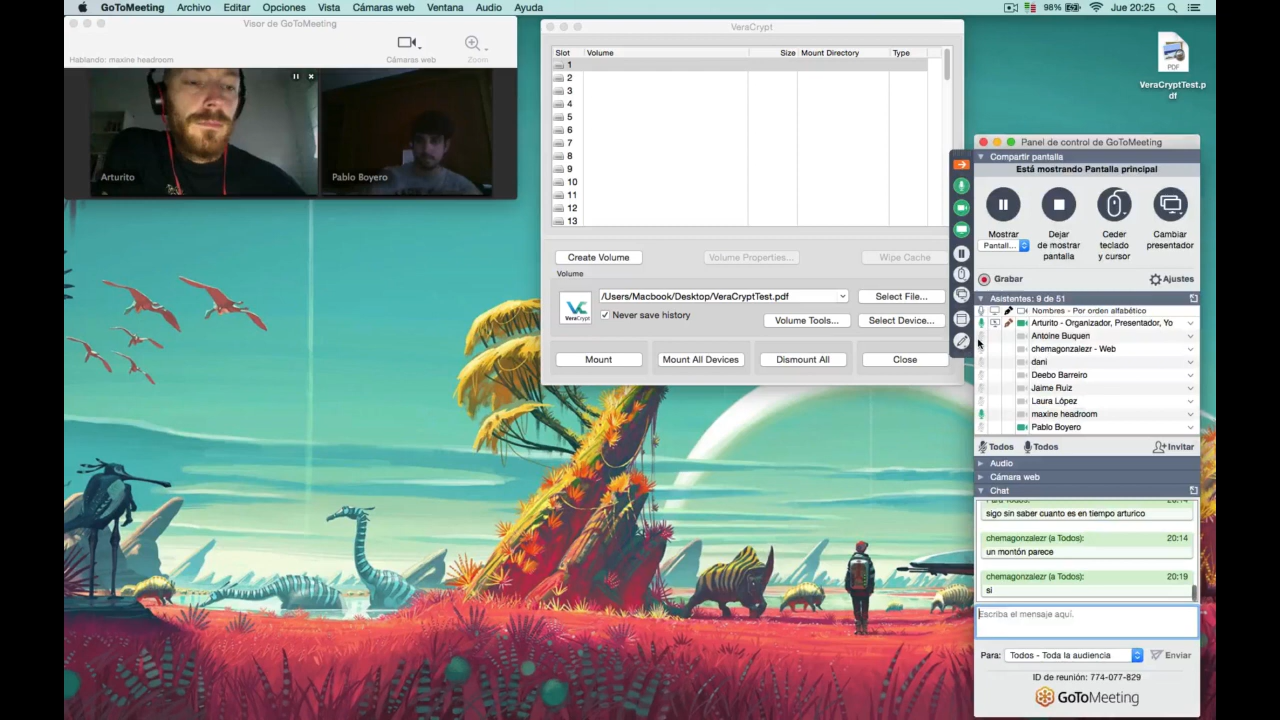 GoToMeeting Archivo Editar Opciones Vista Cámaras web Ventana Audio Ayuda 98% Jue 20:25
Visor de GoToMeeting
Hablando: maxine headroom
Cámaras web
Zoom
Arturito
Pablo Boyero
VeraCrypt
Slot Volume Size Mount Directory Type
1
2
3
4
5
6
7
8
9
10
11
12
13
Create Volume
Volume Properties...
Wipe Cache
Volume
VC
VeraCrypt
/Users/Macbook/Desktop/VeraCryptTest.pdf
Select File...
Never save history
Volume Tools...
Select Device...
Mount
Mount All Devices
Dismount All
Close
PDF
VeraCryptTest.p
df
Panel de control de GoToMeeting
Compartir pantalla
Está mostrando Pantalla principal
Mostrar
Pantall...
Dejar
de mostrar
pantalla
Ceder
teclado
y cursor
Cambiar
presentador
Grabar
Ajustes
Asistentes: 9 de 51
Nombres - Por orden alfabético
Arturito - Organizador, Presentador, Yo
Antoine Buquen
chemagonzalezr - Web
dani
Deebo Barreiro
Jaime Ruiz
Laura López
maxine headroom
Pablo Boyero
Todos
Todos
Invitar
Audio
Cámara web
Chat
sigo sin saber cuanto es en tiempo arturico
chemagonzalezr (a Todos): 20:14
un montón parece
chemagonzalezr (a Todos): 20:19
si
Escriba el mensaje aquí.
Para: Todos - Toda la audiencia
Enviar
ID de reunión: 774-077-829
GoToMeeting